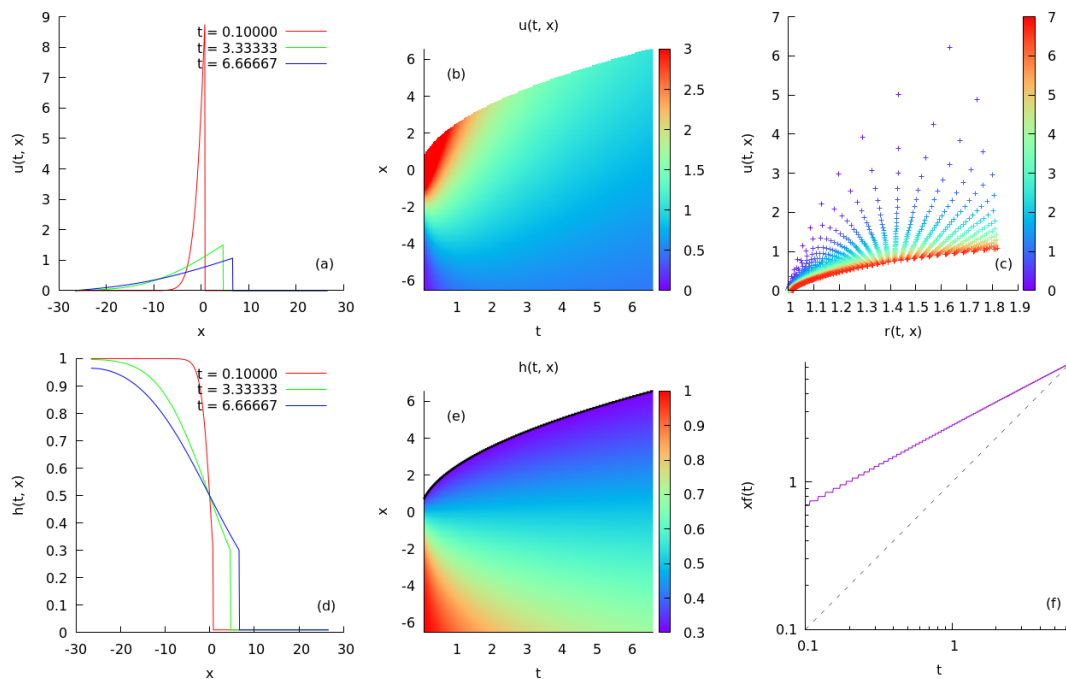 u(t, x)
9
8
7
6
5
4
3
2
1
0
-30 -20 -10 0 10 20 30
x
t = 0.10000
t = 3.33333
t = 6.66667
(a)
u(t, x)
x
6
4
2
0
-2
-4
-6
1 2 3 4 5 6
t
(b)
3
2.5
2
1.5
1
0.5
0
u(t, x)
7
6
5
4
3
2
1
0
1 1.1 1.2 1.3 1.4 1.5 1.6 1.7 1.8 1.9
r(t, x)
(c)
7
6
5
4
3
2
1
0
h(t, x)
1
0.9
0.8
0.7
0.6
0.5
0.4
0.3
0.2
0.1
0
-30 -20 -10 0 10 20 30
x
t = 0.10000
t = 3.33333
t = 6.66667
(d)
h(t, x)
x
6
4
2
0
-2
-4
-6
1 2 3 4 5 6
t
(e)
1
0.9
0.8
0.7
0.6
0.5
0.4
0.3
xf(t)
1
0.1
0.1 1
t
(f)